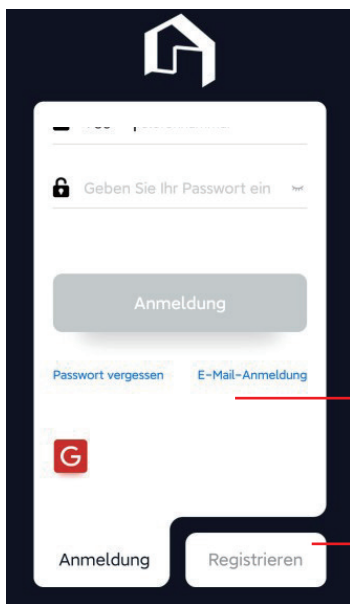 Geben Sie Ihr Passwort ein
Anmeldung
Passwort vergessen E-Mail-Anmeldung
G
Anmeldung Registrieren